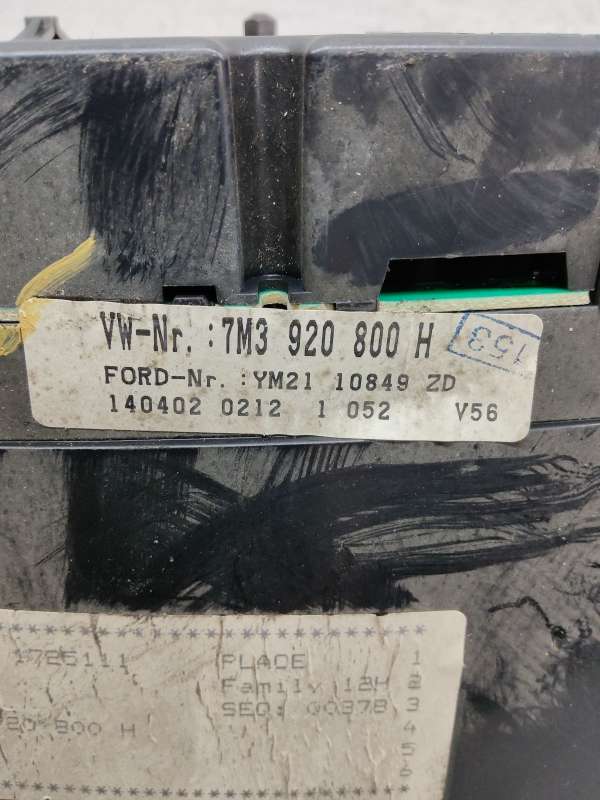 VW-Nr. :7M3 920 800 H
153
FORD-Nr. :YM21 10849 ZD
140402 0212 1 052 V56
*****************
1725111 PLACE 1
Family 12H 2
SEQ: 00378 3
20 800 H 4
5
6
*****************